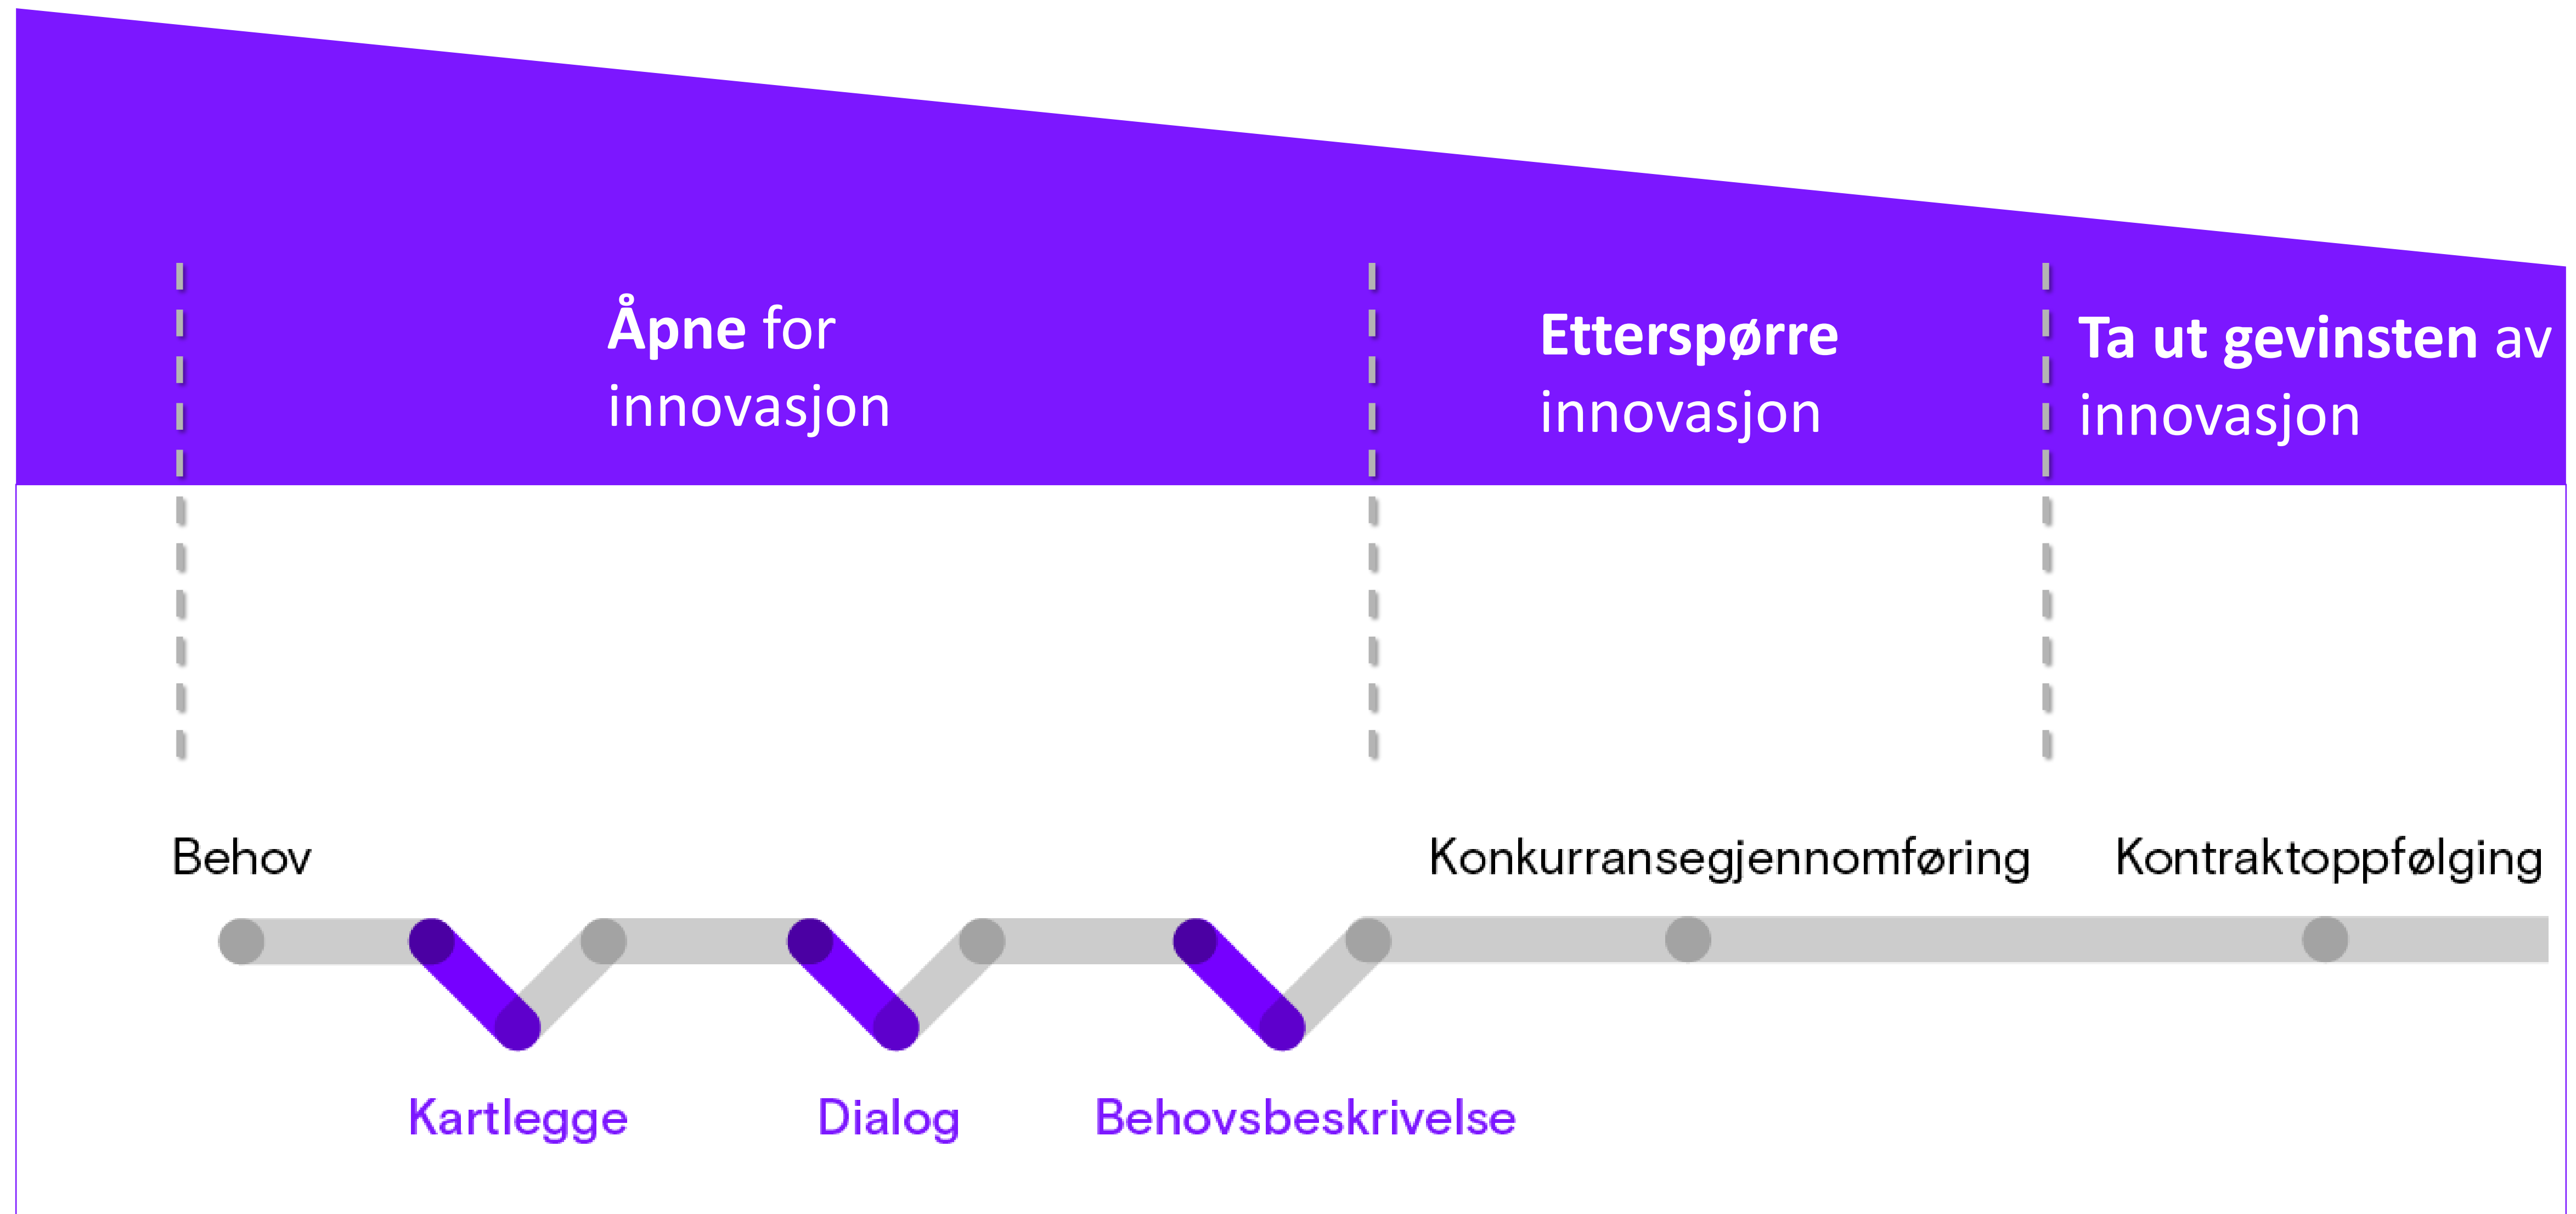 Åpne for
innovasjon
Etterspørre
innovasjon
Ta ut gevinsten av
innovasjon
Behov
Konkurransegjennomføring
Kontraktoppfølging
Kartlegge
Dialog
Behovsbeskrivelse